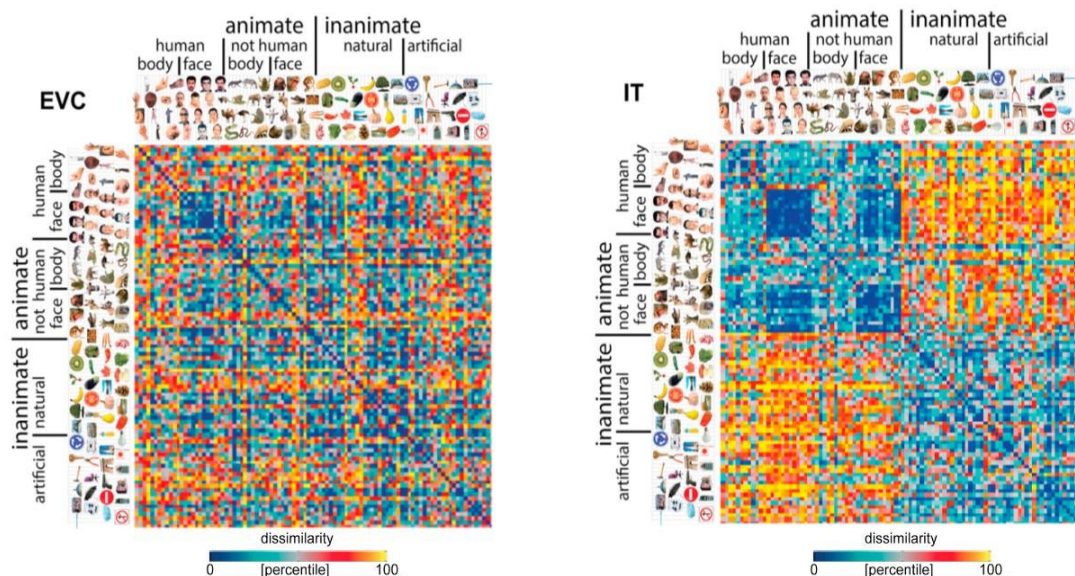 EVC
animate
inanimate
human
not human
natural
artificial
body
face
body
face
animate
inanimate
human
not human
natural
artificial
face
body
face
body
dissimilarity
0
[percentile]
100
IT
animate
inanimate
human
not human
natural
artificial
body
face
body
face
animate
inanimate
human
not human
natural
artificial
face
body
face
body
dissimilarity
0
[percentile]
100